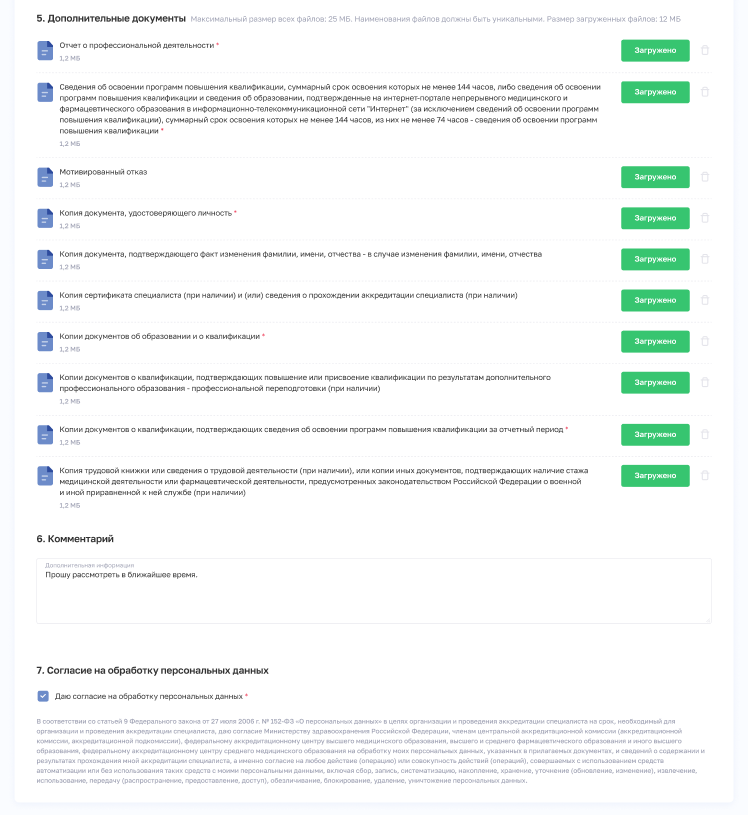 5. Дополнительные документы Максимальный размер всех файлов: 25 МБ. Наименования файлов должны быть уникальными. Размер загруженных файлов: 12 МБ
Отчет о профессиональной деятельности *
1,2 МБ
Загружено
Сведения об освоении программ повышения квалификации, суммарный срок освоения которых не менее 144 часов, либо сведения об освоении
программ повышения квалификации и сведения об образовании, подтвержденные на интернет-портале непрерывного медицинского и
фармацевтического образования в информационно-телекоммуникационной сети "Интернет" (за исключением сведений об освоении программ
повышения квалификации), суммарный срок освоения которых не менее 144 часов, из них не менее 74 часов - сведения об освоении программ
повышения квалификации *
1,2 МБ
Загружено
Мотивированный отказ
1,2 МБ
Загружено
Копия документа, удостоверяющего личность *
1,2 МБ
Загружено
Копия документа, подтверждающего факт изменения фамилии, имени, отчества - в случае изменения фамилии, имени, отчества
1,2 МБ
Загружено
Копия сертификата специалиста (при наличии) и (или) сведения о прохождении аккредитации специалиста (при наличии)
1,2 МБ
Загружено
Копии документов об образовании и о квалификации *
1,2 МБ
Загружено
Копии документов о квалификации, подтверждающих повышение или присвоение квалификации по результатам дополнительного
профессионального образования - профессиональной переподготовки (при наличии)
1,2 МБ
Загружено
Копии документов о квалификации, подтверждающих сведения об освоении программ повышения квалификации за отчетный период *
1,2 МБ
Загружено
Копия трудовой книжки или сведения о трудовой деятельности (при наличии), или копии иных документов, подтверждающих наличие стажа
медицинской деятельности или фармацевтической деятельности, предусмотренных законодательством Российской Федерации о военной
и иной приравненной к ней службе (при наличии)
1,2 МБ
Загружено
6. Комментарий
Дополнительная информация
Прошу рассмотреть в ближайшее время.
7. Согласие на обработку персональных данных
Даю согласие на обработку персональных данных *
В соответствии со статьей 9 Федерального закона от 27 июля 2006 г. № 152-ФЗ «О персональных данных» в целях организации и проведения аккредитации специалиста на срок, необходимый для
организации и проведения аккредитации специалиста, даю согласие Министерству здравоохранения Российской Федерации, членам центральной аккредитационной комиссии (аккредитационной
комиссии, аккредитационной подкомиссии), федеральному аккредитационному центру высшего медицинского образования, высшего и среднего фармацевтического образования и иного высшего
образования, федеральному аккредитационному центру среднего медицинского образования на обработку моих персональных данных, указанных в прилагаемых документах, и сведений о содержании и
результатах прохождения мной аккредитации специалиста, а именно согласие на любое действие (операцию) или совокупность действий (операций), совершаемых с использованием средств
автоматизации или без использования таких средств с моими персональными данными, включая сбор, запись, систематизацию, накопление, хранение, уточнение (обновление, изменение), извлечение,
использование, передачу (распространение, предоставление, доступ), обезличивание, блокирование, удаление, уничтожение персональных данных.